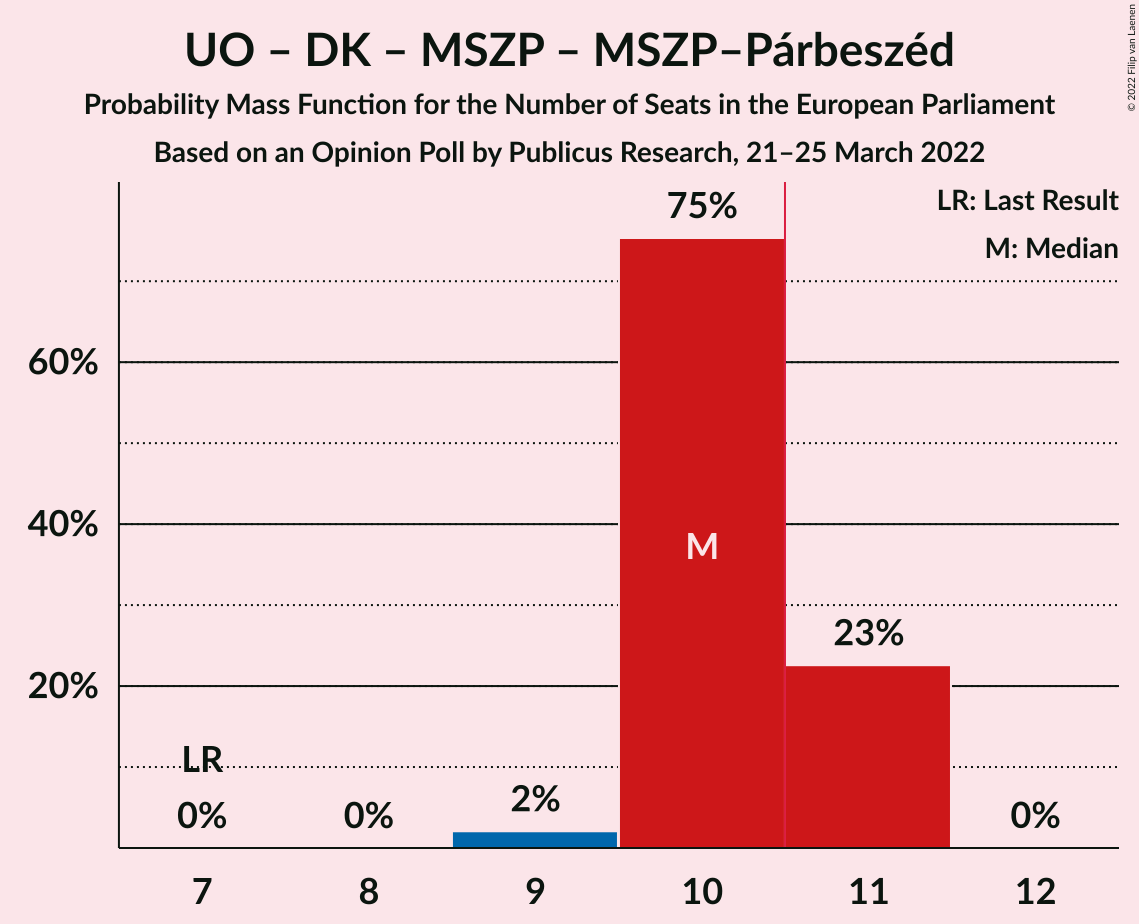 UO – DK – MSZP – MSZP–Párbeszéd
Probability Mass Function for the Number of Seats in the European Parliament
Based on an Opinion Poll by Publicus Research, 21–25 March 2022
© 2022 Filip van Laenen
LR: Last Result
M: Median
75%
60%
40%
M
23%
20%
LR
0%
0%
2%
0%
7
8
9
10
11
12